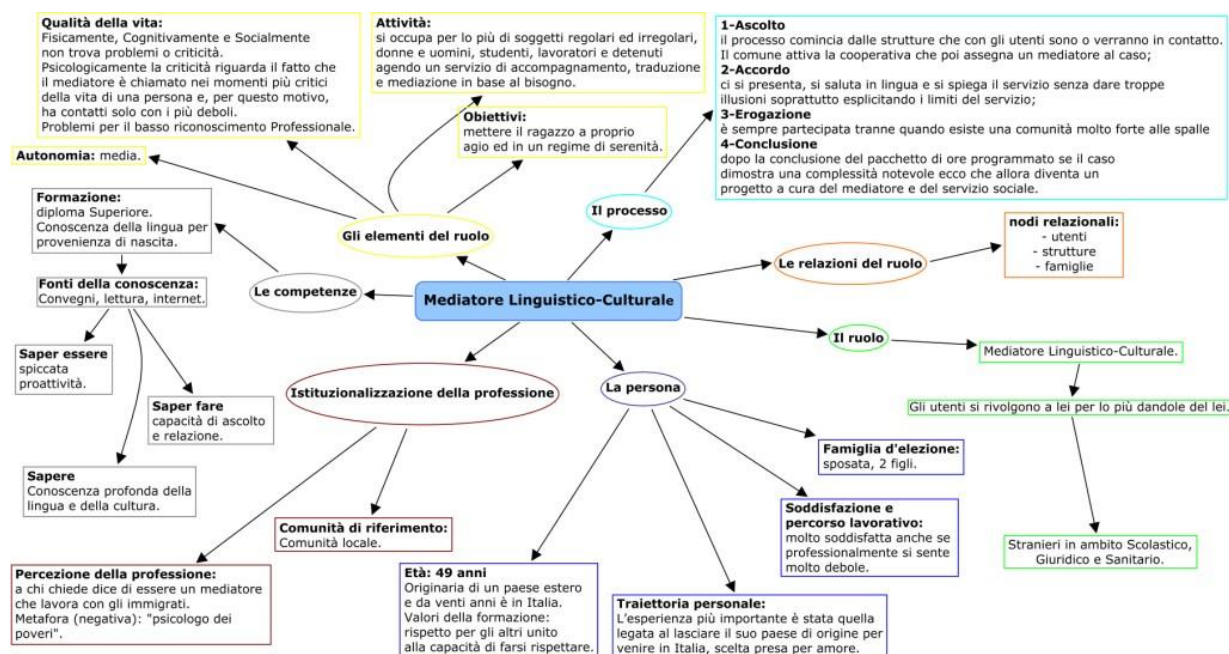 Qualità della vita:
Fisicamente, Cognitivamente e Socialmente
non trova problemi o criticità.
Psicologicamente la criticità riguarda il fatto che
il mediatore è chiamato nei momenti più critici
della vita di una persona e, per questo motivo,
ha contatti solo con i più deboli.
Problemi per il basso riconoscimento Professionale.
Attività:
si occupa per lo più di soggetti regolari ed irregolari,
donne e uomini, studenti, lavoratori e detenuti
agendo un servizio di accompagnamento, traduzione
e mediazione in base al bisogno.
1-Ascolto
il processo comincia dalle strutture che con gli utenti sono o verranno in contatto.
Il comune attiva la cooperativa che poi assegna un mediatore al caso;
2-Accordo
ci si presenta, si saluta in lingua e si spiega il servizio senza dare troppe
illusioni soprattutto esplicitando i limiti del servizio;
3-Erogazione
è sempre partecipata tranne quando esiste una comunità molto forte alle spalle
4-Conclusione
dopo la conclusione del pacchetto di ore programmato se il caso
dimostra una complessità notevole ecco che allora diventa un
progetto a cura del mediatore e del servizio sociale.
Obiettivi:
mettere il ragazzo a proprio
agio ed in un regime di serenità.
Autonomia: media.
Formazione:
diploma Superiore.
Conoscenza della lingua per
provenienza di nascita.
Gli elementi del ruolo
Il processo
nodi relazionali:
- utenti
- strutture
- famiglie
Le relazioni del ruolo
Fonti della conoscenza:
Convegni, lettura, internet.
Le competenze
Mediatore Linguistico-Culturale
Il ruolo
Mediatore Linguistico-Culturale.
Saper essere
spiccata
proattività.
Saper fare
capacità di ascolto
e relazione.
Istituzionalizzazione della professione
La persona
Gli utenti si rivolgono a lei per lo più dandole del lei.
Sapere
Conoscenza profonda della
lingua e della cultura.
Famiglia d'elezione:
sposata, 2 figli.
Comunità di riferimento:
Comunità locale.
Soddisfazione e
percorso lavorativo:
molto soddisfatta anche se
professionalmente si sente
molto debole.
Stranieri in ambito Scolastico,
Giuridico e Sanitario.
Percezione della professione:
a chi chiede dice di essere un mediatore
che lavora con gli immigrati.
Metafora (negativa): "psicologo dei
poveri".
Età: 49 anni
Originaria di un paese estero
e da venti anni è in Italia.
Valori della formazione:
rispetto per gli altri unito
alla capacità di farsi rispettare.
Traiettoria personale:
L'esperienza più importante è stata quella
legata al lasciare il suo paese di origine per
venire in Italia, scelta presa per amore.